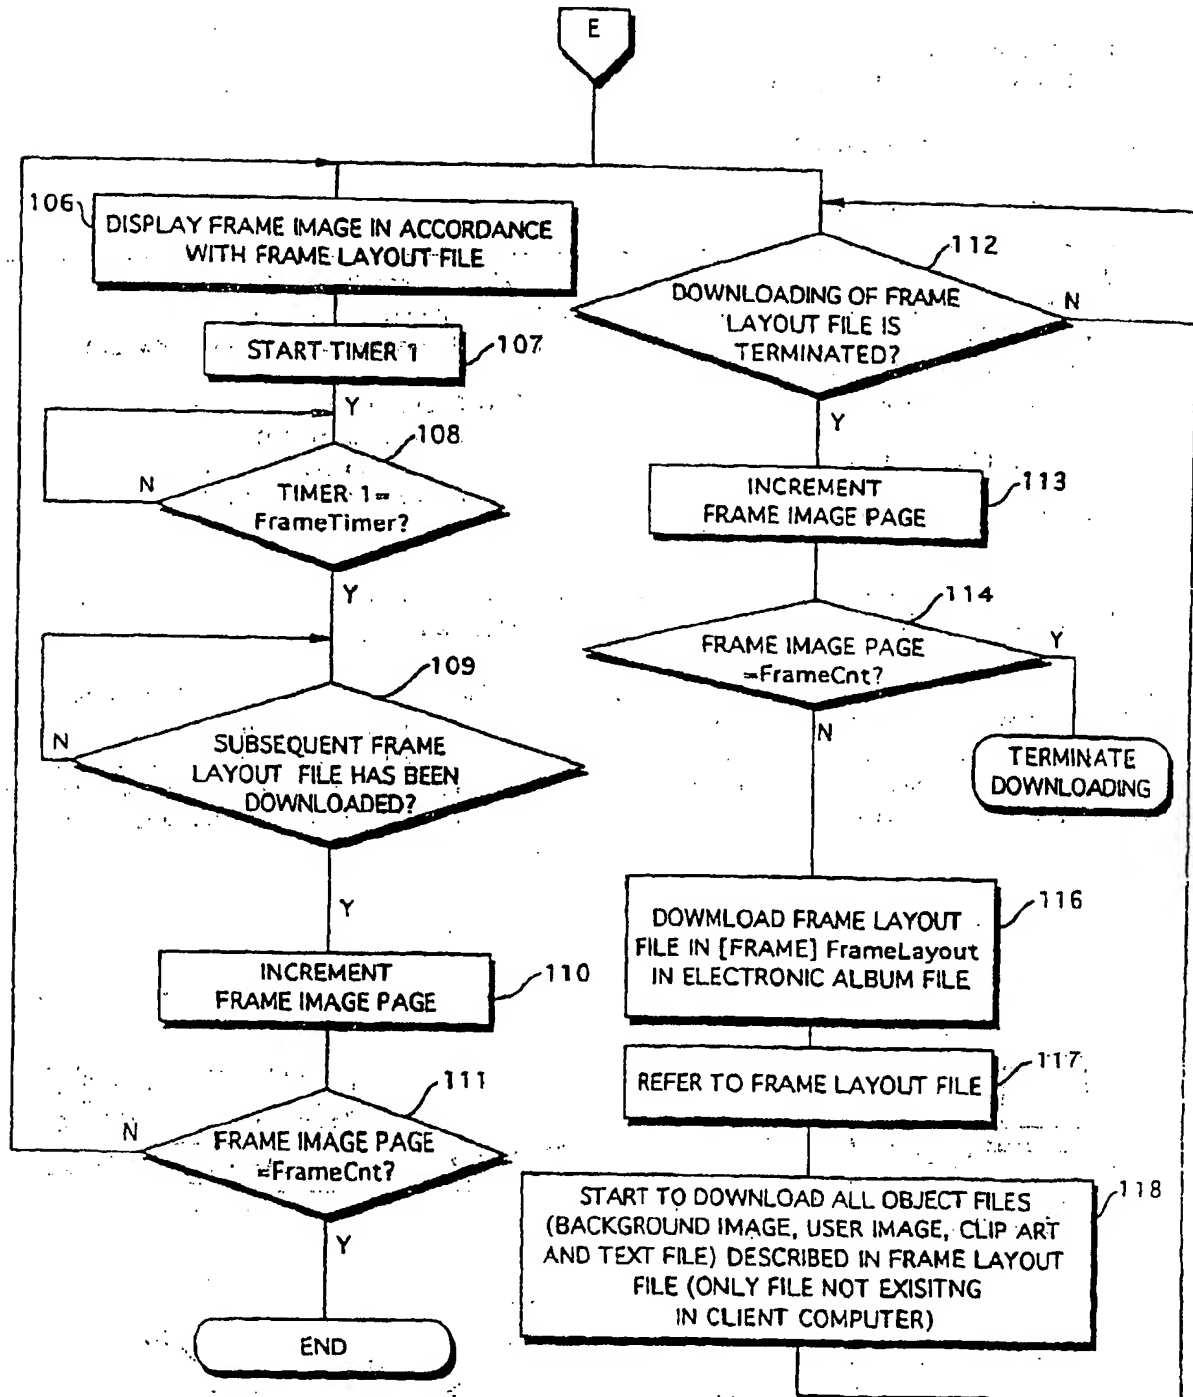 E
106
DISPLAY FRAME IMAGE IN ACCORDANCE
WITH FRAME LAYOUT FILE
START TIMER 1
107
Y
108
N
TIMER 1=
FrameTimer?
Y
109
N
SUBSEQUENT FRAME
LAYOUT FILE HAS BEEN
DOWNLOADED?
Y
INCREMENT
FRAME IMAGE PAGE
110
111
N
FRAME IMAGE PAGE
=FrameCnt?
Y
END
112
DOWNLOADING OF FRAME
LAYOUT FILE IS
TERMINATED?
N
Y
INCREMENT
FRAME IMAGE PAGE
113
114
FRAME IMAGE PAGE
=FrameCnt?
Y
N
TERMINATE
DOWNLOADING
DOWMLOAD FRAME LAYOUT
FILE IN [FRAME] FrameLayout
IN ELECTRONIC ALBUM FILE
116
REFER TO FRAME LAYOUT FILE
117
START TO DOWNLOAD ALL OBJECT FILES
(BACKGROUND IMAGE, USER IMAGE, CLIP ART
AND TEXT FILE) DESCRIBED IN FRAME LAYOUT
FILE (ONLY FILE NOT EXISITNG
IN CLIENT COMPUTER)
118